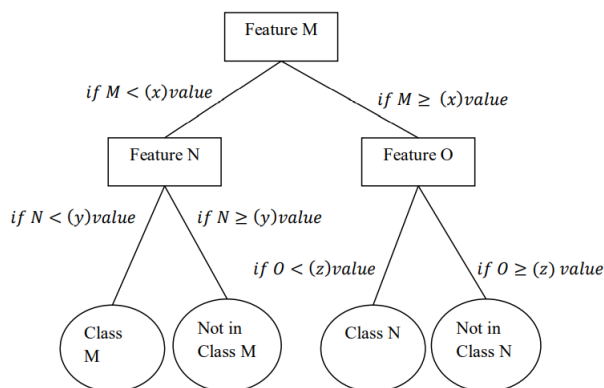 Feature M
if M < (x)value
if M ≥ (x)value
Feature N
Feature O
if N < (y)value
if N ≥ (y)value
if O < (z)value
if O ≥ (z) value
Class
M
Not in
Class M
Class N
Not in
Class N